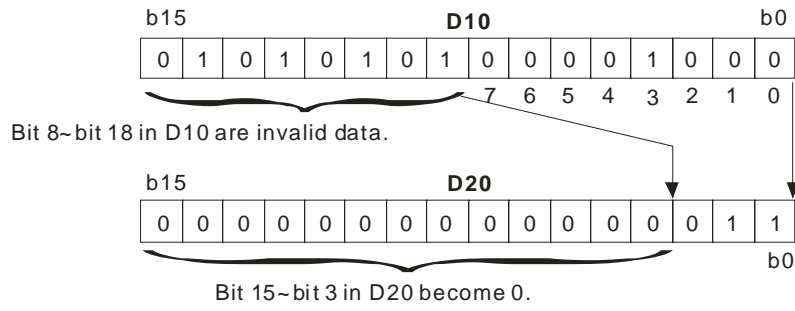 b15 D10 b0
0 1 0 1 0 1 0 1 0 0 0 0 1 0 0 0
7 6 5 4 3 2 1 0
Bit 8~bit 18 in D10 are invalid data.
b15 D20
0 0 0 0 0 0 0 0 0 0 0 0 0 0 1 1
b0
Bit 15~bit 3 in D20 become 0.